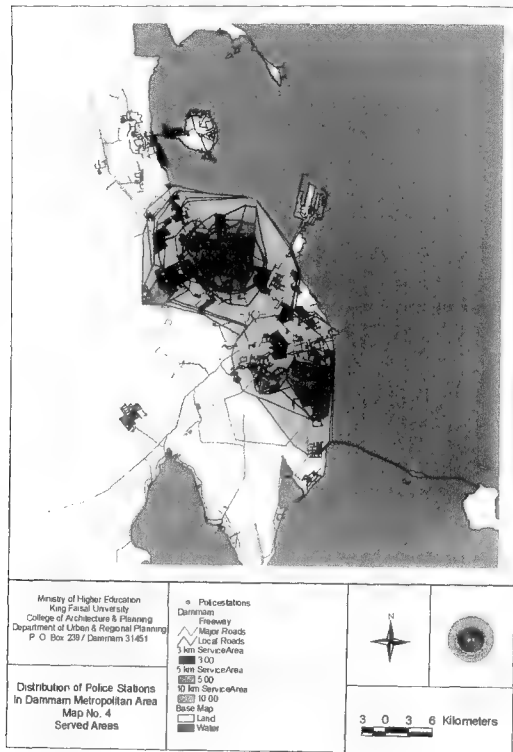 Ministry of Higher Education
King Faisal University
College of Architecture & Planning
Department of Urban & Regional Planning
P O Box 2397 Dammam 31451
Distribution of Police Stations
In Dammam Metropolitan Area
Map No. 4
Served Areas
Policestations
Dammam
Freeway
Major Roads
Local Roads
3 km ServiceArea
3.00
5 km ServiceArea
5.00
10 km ServiceArea
10.00
Base Map
Land
Water
N
3 0 3 6 Kilometers